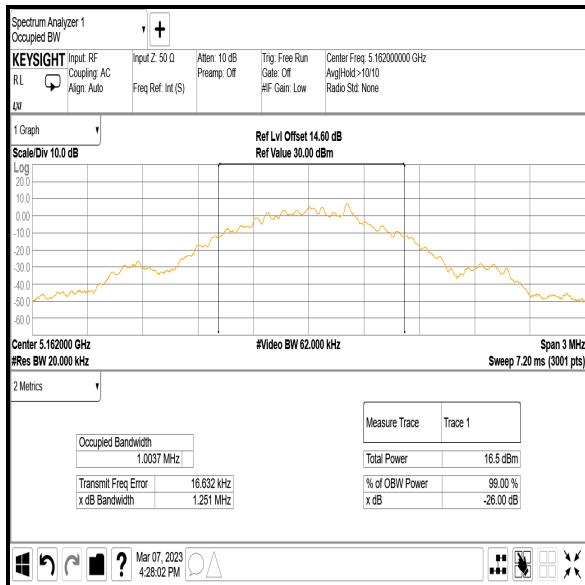 Spectrum Analyzer 1
Occupied BW
+
KEYSIGHT
RL
LXI
Input: RF
Coupling: AC
Align: Auto
Input Z: 50 Ω
Freq Ref: Int (S)
Atten: 10 dB
Preamp: Off
Trig: Free Run
Gate: Off
#IF Gain: Low
Center Freq: 5.162000000 GHz
Avg|Hold:>10/10
Radio Std: None
1 Graph
Scale/Div 10.0 dB
Ref Lvl Offset 14.60 dB
Ref Value 30.00 dBm
Log
20.0
10.0
0.00
-10.0
-20.0
-30.0
-40.0
-50.0
-60.0
Center 5.162000 GHz
#Res BW 20.000 kHz
#Video BW 62.000 kHz
Span 3 MHz
Sweep 7.20 ms (3001 pts)
2 Metrics
Occupied Bandwidth
1.0037 MHz
Transmit Freq Error 16.632 kHz
x dB Bandwidth 1.251 MHz
Measure Trace Trace 1
Total Power 16.5 dBm
% of OBW Power 99.00 %
x dB -26.00 dB
?
Mar 07, 2023
4:28:02 PM